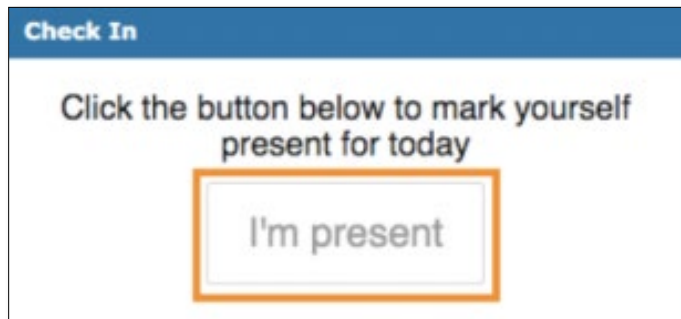 Check In
Click the button below to mark yourself
present for today
I'm present